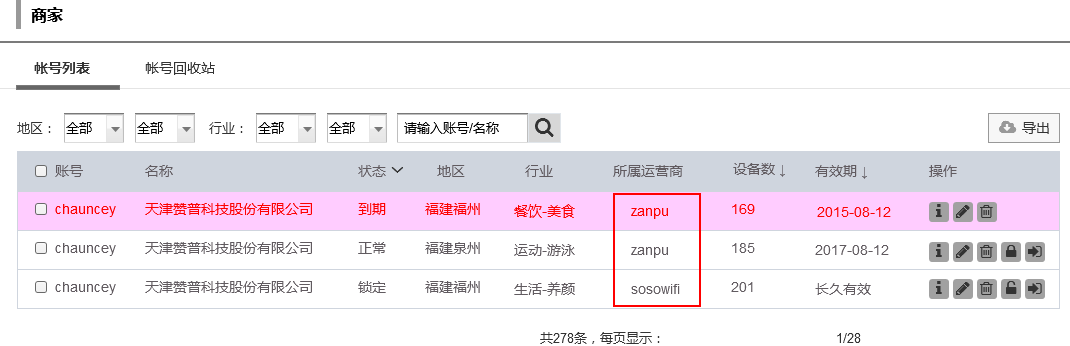 商家
帐号列表 帐号回收站
地区： 全部 全部 行业： 全部 全部 请输入账号/名称 导出
账号 名称 状态 地区 行业 所属运营商 设备数↓ 有效期↓ 操作
chauncey 天津赞普科技股份有限公司 到期 福建福州 餐饮-美食 zanpu 169 2015-08-12
chauncey 天津赞普科技股份有限公司 正常 福建泉州 运动-游泳 zanpu 185 2017-08-12
chauncey 天津赞普科技股份有限公司 锁定 福建福州 生活-养颜 sosowifi 201 长久有效
共278条，每页显示： 1/28